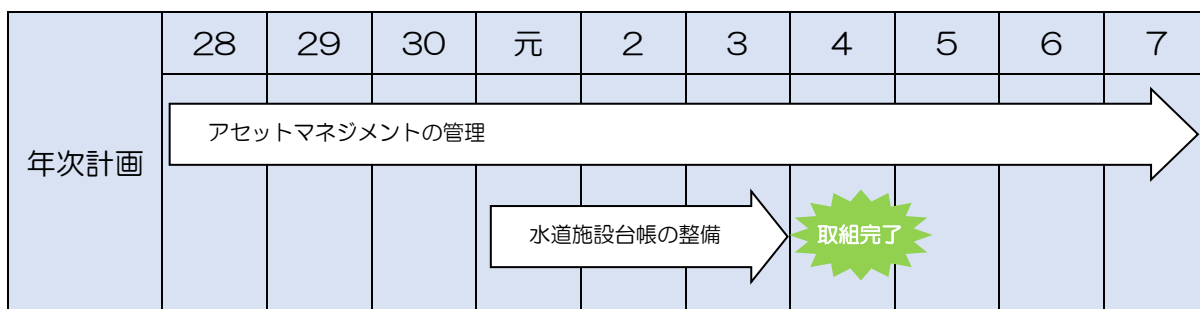 28 29 30 元 2 3 4 5 6 7
アセットマネジメントの管理
年次計画
水道施設台帳の整備 取組完了